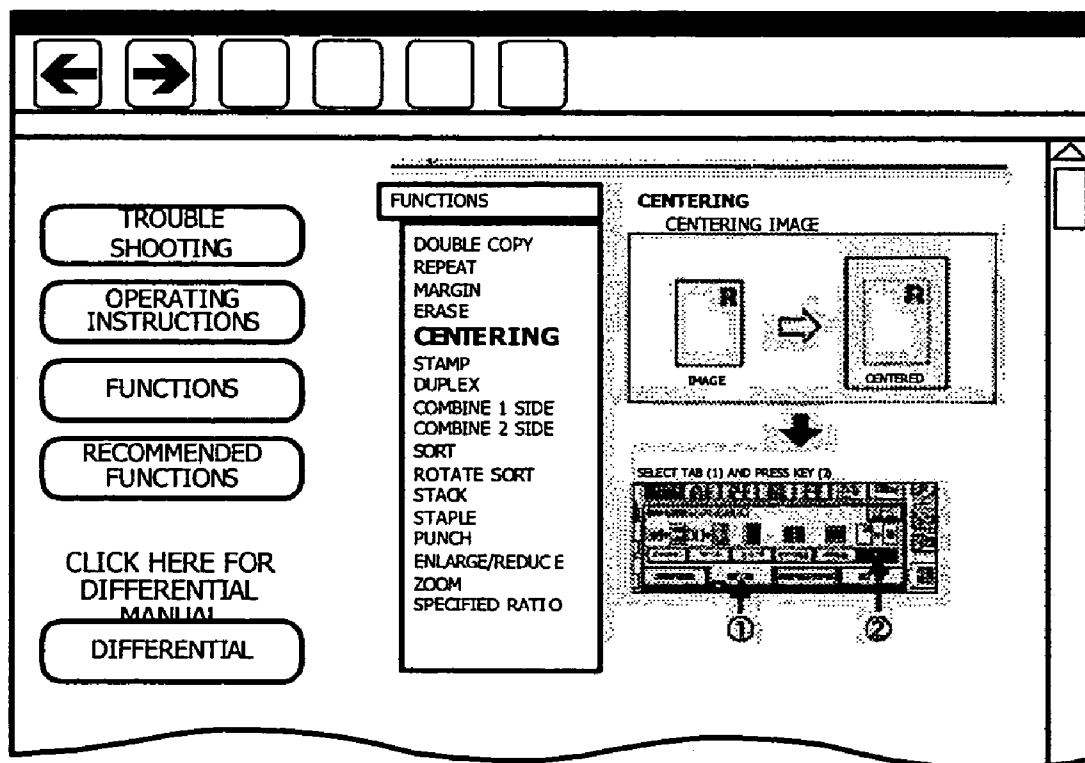 TROUBLE
SHOOTING
OPERATING
INSTRUCTIONS
FUNCTIONS
RECOMMENDED
FUNCTIONS
CLICK HERE FOR
DIFFERENTIAL
MANUAL
DIFFERENTIAL
FUNCTIONS
DOUBLE COPY
REPEAT
MARGIN
ERASE
CENTERING
STAMP
DUPLEX
COMBINE 1 SIDE
COMBINE 2 SIDE
SORT
ROTATE SORT
STACK
STAPLE
PUNCH
ENLARGE/REDUCE
ZOOM
SPECIFIED RATIO
CENTERING
CENTERING IMAGE
R
R
IMAGE
CENTERED
SELECT TAB (1) AND PRESS KEY (2)
① ②